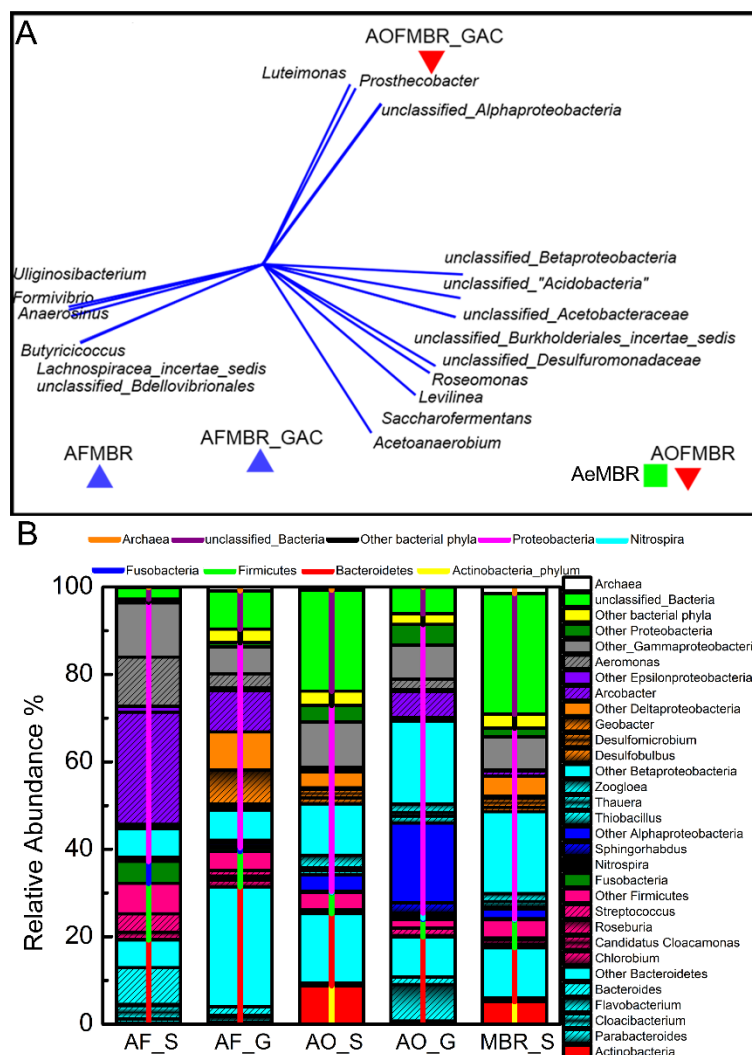 A
AOFMBR_GAC
Luteimonas
Prosthecobacter
unclassified_Alphaproteobacteria
unclassified_Betaproteobacteria
Uliginosibacterium
unclassified_"Acidobacteria"
Formivibrio
Anaerosinus
unclassified_Acetobacteraceae
unclassified_Burkholderiales_incertae_sedis
Butyricicoccus
unclassified_Desulfuromonadaceae
Lachnospiracea_incertae_sedis
Roseomonas
unclassified_Bdellovibrionales
Levilinea
Saccharofermentans
AFMBR_GAC
Acetoanaerobium
AFMBR
AOFMBR
AeMBR
B
Archaea
unclassified_Bacteria
Other bacterial phyla
Proteobacteria
Nitrospira
Fusobacteria
Firmicutes
Bacteroidetes
Actinobacteria_phylum
Relative Abundance %
100
80
60
40
20
0
AF_S
AF_G
AO_S
AO_G
MBR_S
Archaea
unclassified_Bacteria
Other bacterial phyla
Other Proteobacteria
Other_Gammaproteobacteri
Aeromonas
Other Epsilonproteobacteria
Arcobacter
Other Deltaproteobacteria
Geobacter
Desulfomicrobium
Desulfobulbus
Other Betaproteobacteria
Zoogloea
Thauera
Thiobacillus
Other Alphaproteobacteria
Sphingorhabdus
Nitrospira
Fusobacteria
Other Firmicutes
Streptococcus
Roseburia
Candidatus Cloacamonas
Chlorobium
Other Bacteroidetes
Bacteroides
Flavobacterium
Cloacibacterium
Parabacteroides
Actinobacteria